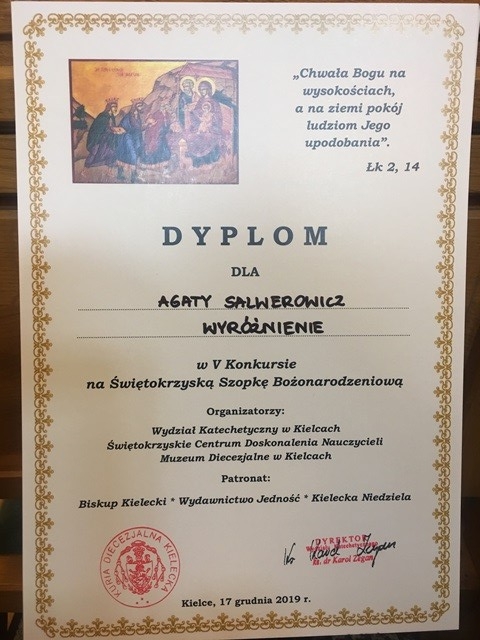 „Chwała Bogu na
wysokościach,
a na ziemi pokój
ludziom Jego
upodobania”.
Łk 2, 14
DYPLOM
DLA
AGATY SALWEROWICZ
WYRÓŻNIENIE
w V Konkursie
na Świętokrzyską Szopkę Bożonarodzeniową
Organizatorzy:
Wydział Katechetyczny w Kielcach
Świętokrzyskie Centrum Doskonalenia Nauczycieli
Muzeum Diecezjalne w Kielcach
Patronat:
Biskup Kielecki * Wydawnictwo Jedność * Kielecka Niedziela
KURIA DIECEZJALNA KIELECKA
DYREKTOR
Wydziału Katechetycznego
ks. dr Karol Zegan
Kielce, 17 grudnia 2019 r.